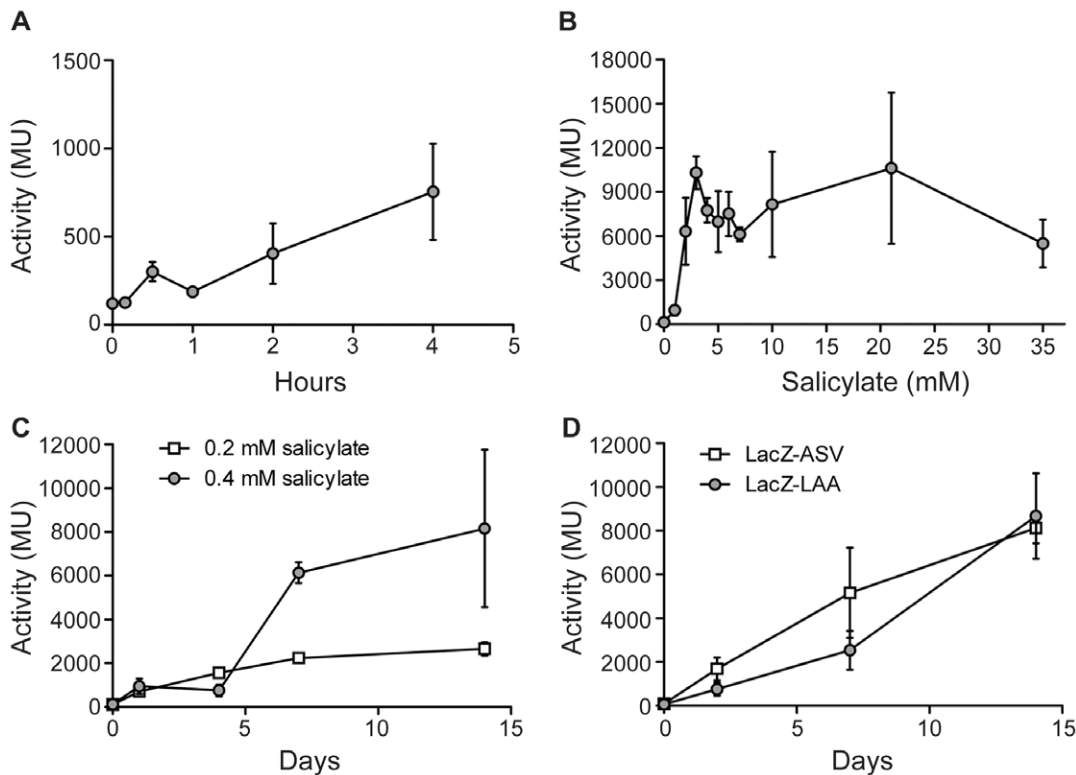 A
1500
1000
500
0
Activity (MU)
0 1 2 3 4 5
Hours
B
18000
15000
12000
9000
6000
3000
0
Activity (MU)
0 5 10 15 20 25 30 35
Salicylate (mM)
C
12000
10000
8000
6000
4000
2000
0
Activity (MU)
0.2 mM salicylate
0.4 mM salicylate
0 5 10 15
Days
D
12000
10000
8000
6000
4000
2000
0
Activity (MU)
LacZ-ASV
LacZ-LAA
0 5 10 15
Days